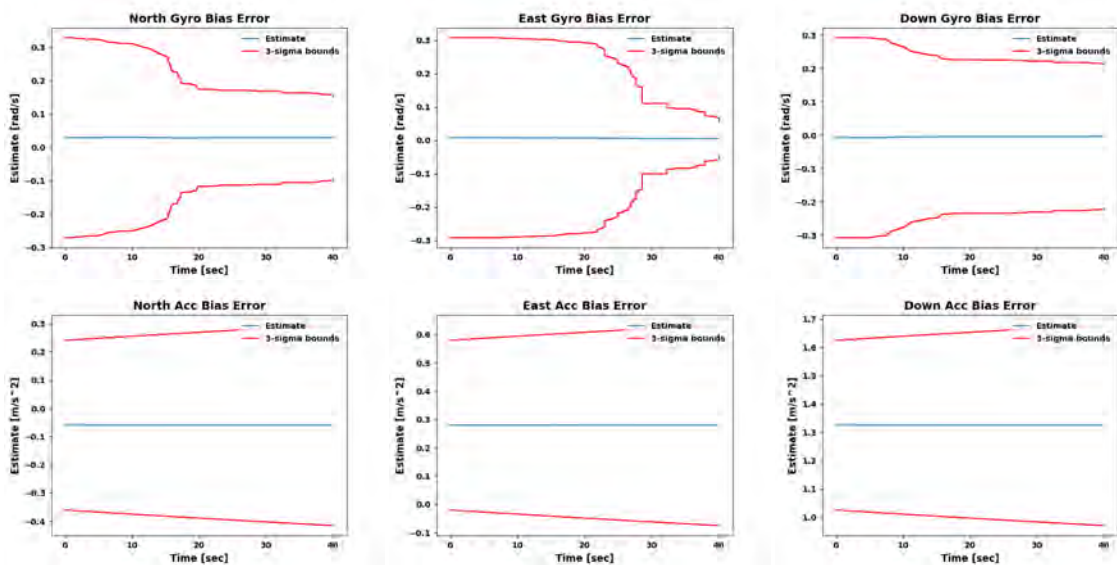 North Gyro Bias Error
Estimate
3-sigma bounds
Estimate [rad/s]
0.3
0.2
0.1
0.0
−0.1
−0.2
−0.3
0
10
20
30
40
Time [sec]
East Gyro Bias Error
Estimate
3-sigma bounds
Estimate [rad/s]
0.3
0.2
0.1
0.0
−0.1
−0.2
−0.3
0
10
20
30
40
Time [sec]
Down Gyro Bias Error
Estimate
3-sigma bounds
Estimate [rad/s]
0.3
0.2
0.1
0.0
−0.1
−0.2
−0.3
0
10
20
30
40
Time [sec]
North Acc Bias Error
Estimate
3-sigma bounds
Estimate [m/s^2]
0.3
0.2
0.1
0.0
−0.1
−0.2
−0.3
−0.4
0
10
20
30
40
Time [sec]
East Acc Bias Error
Estimate
3-sigma bounds
Estimate [m/s^2]
0.6
0.5
0.4
0.3
0.2
0.1
0.0
−0.1
0
10
20
30
40
Time [sec]
Down Acc Bias Error
Estimate
3-sigma bounds
Estimate [m/s^2]
1.7
1.6
1.5
1.4
1.3
1.2
1.1
1.0
0
10
20
30
40
Time [sec]